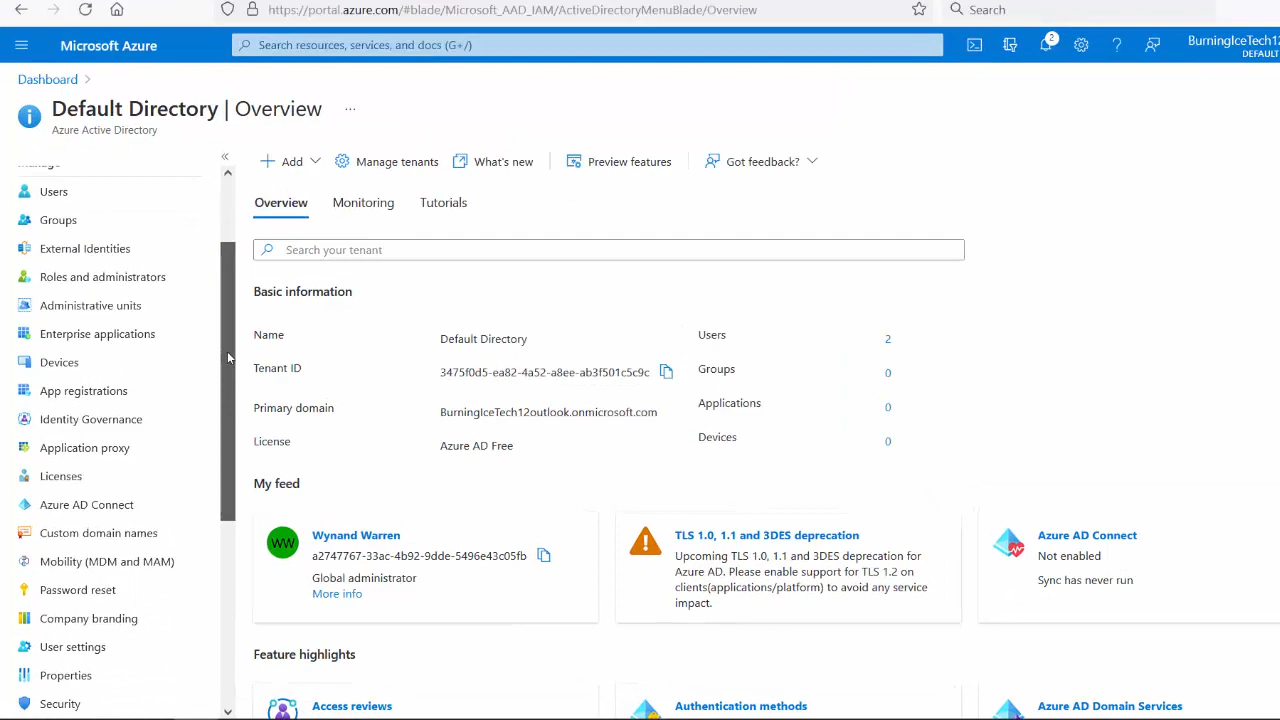 https://portal.azure.com/#blade/Microsoft_AAD_IAM/ActiveDirectoryMenuBlade/Overview
Search
Microsoft Azure
Search resources, services, and docs (G+/)
2
BurningIceTech12
DEFAULT
Dashboard
Default Directory | Overview
Azure Active Directory
Add
Manage tenants
What's new
Preview features
Got feedback?
Users
Groups
External Identities
Roles and administrators
Administrative units
Enterprise applications
Devices
App registrations
Identity Governance
Application proxy
Licenses
Azure AD Connect
Custom domain names
Mobility (MDM and MAM)
Password reset
Company branding
User settings
Properties
Security
Overview
Monitoring
Tutorials
Search your tenant
Basic information
Name
Default Directory
Users
2
Tenant ID
3475f0d5-ea82-4a52-a8ee-ab3f501c5c9c
Groups
0
Primary domain
BurningIceTech12outlook.onmicrosoft.com
Applications
0
License
Azure AD Free
Devices
0
My feed
WW
Wynand Warren
a2747767-33ac-4b92-9dde-5496e43c05fb
Global administrator
More info
TLS 1.0, 1.1 and 3DES deprecation
Upcoming TLS 1.0, 1.1 and 3DES deprecation for
Azure AD. Please enable support for TLS 1.2 on
clients(applications/platform) to avoid any service
impact.
Azure AD Connect
Not enabled
Sync has never run
Feature highlights
Access reviews
Authentication methods
Azure AD Domain Services